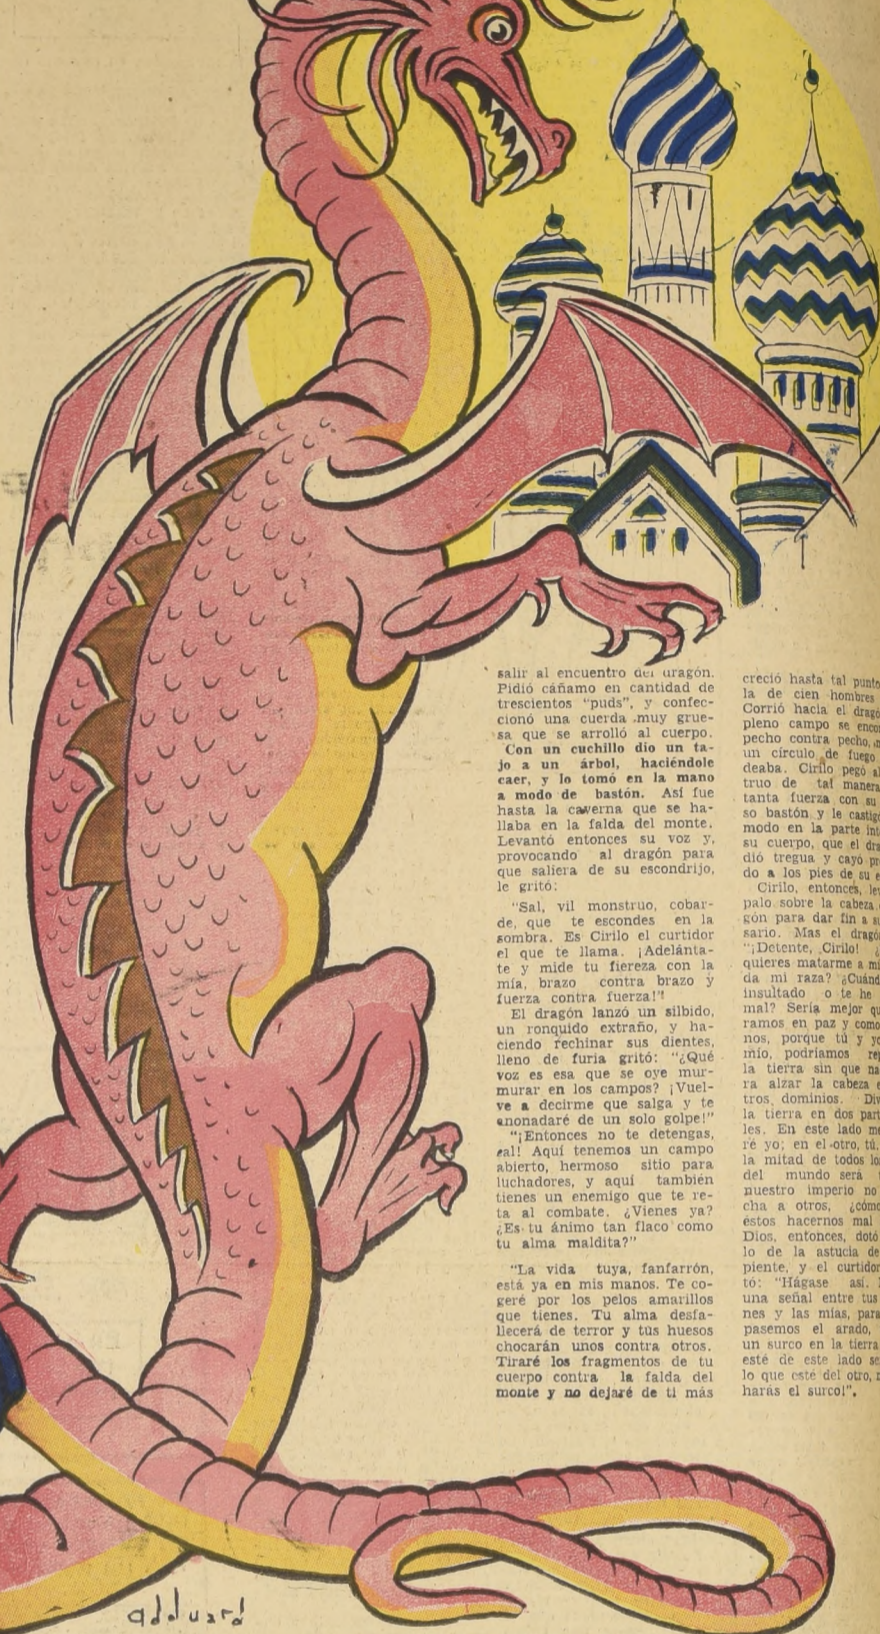 salir al encuentro del dragón.
Pidió cáñamo en cantidad de
trescientos "puds", y confec-
cionó una cuerda muy grue-
sa que se arrolló al cuerpo.
Con un cuchillo dio un ta-
jo a un árbol, haciéndole
caer, y lo tomó en la mano
a modo de bastón. Así fue
hasta la caverna que se ha-
llaba en la falda del monte.
Levantó entonces su voz y,
provocando al dragón para
que saliera de su escondrijo,
le gritó:
"Sal, vil monstruo, cobar-
de, que te escondes en la
sombra. Es Cirilo el curtidor
el que te llama. ¡Adelánta-
te y mide tu fiereza con la
mía, brazo contra brazo y
fuerza contra fuerza!"
El dragón lanzó un silbido,
un ronquido extraño, y ha-
ciendo rechinar sus dientes,
lleno de furia gritó: "¿Qué
voz es esa que se oye mur-
murar en los campos? ¡Vuel-
ve a decirme que salga y te
anonadaré de un solo golpe!"
"¡Entonces no te detengas,
ea! Aquí tenemos un campo
abierto, hermoso sitio para
luchadores, y aquí también
tienes un enemigo que te re-
ta al combate. ¿Vienes ya?
¿Es tu ánimo tan flaco como
tu alma maldita?"
"La vida tuya, fanfarrón,
está ya en mis manos. Te co-
geré por los pelos amarillos
que tienes. Tu alma desfa-
llecerá de terror y tus huesos
chocarán unos contra otros.
Tiraré los fragmentos de tu
cuerpo contra la falda del
monte y no dejaré de ti más
creció hasta tal punto
la de cien hombres
Corrió hacia el dragó
pleno campo se enco
pecho contra pecho,
un círculo de fuego
deaba. Cirilo pegó al
truo de tal manera
tanta fuerza con su
so bastón y le castigó
modo en la parte int
su cuerpo, que el dra
dió tregua y cayó
do a los pies de su e
Cirilo, entonces, lev
palo sobre la cabeza
gón para dar fin a su
sario. Mas el dragón
"¡Detente, Cirilo! ¿
quieres matarme a mí
da mi raza? ¿Cuánd
insultado o te he
mal? Sería mejor qu
ramos en paz y como
nos, porque tú y yo
mío, podríamos rep
la tierra sin que na
ra alzar la cabeza e
tros dominios. Div
la tierra en dos part
les. En este lado me
ré yo; en el otro, tú.
la mitad de todos lo
del mundo será
nuestro imperio no
cha a otros, ¿cómo
éstos hacernos mal
Dios, entonces, dotó
lo de la astucia de
piente, y el curtidor
tó: "Hágase así.
una señal entre tus
nes y las mías, para
pasemos el arado,
un surco en la tierra
esté de este lado se
lo que esté del otro,
harás el surco!".
adduard